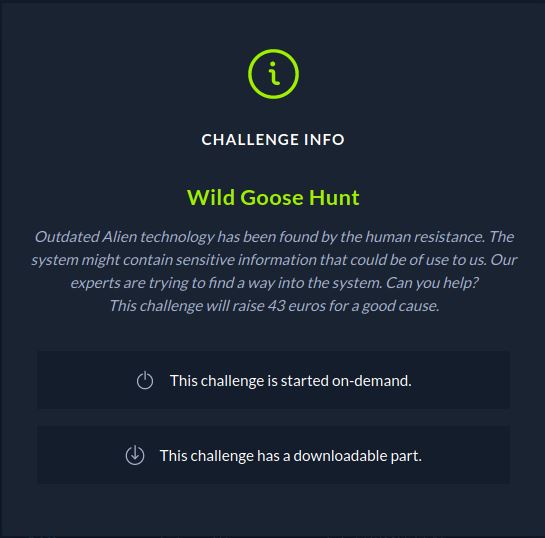 CHALLENGE INFO
Wild Goose Hunt
Outdated Alien technology has been found by the human resistance. The
system might contain sensitive information that could be of use to us. Our
experts are trying to find a way into the system. Can you help?
This challenge will raise 43 euros for a good cause.
This challenge is started on-demand.
This challenge has a downloadable part.